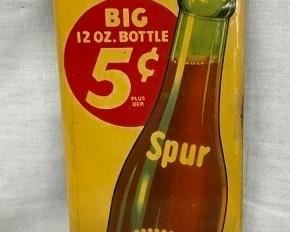 BIG
12 OZ. BOTTLE
5¢
PLUS
DEP.
Spur